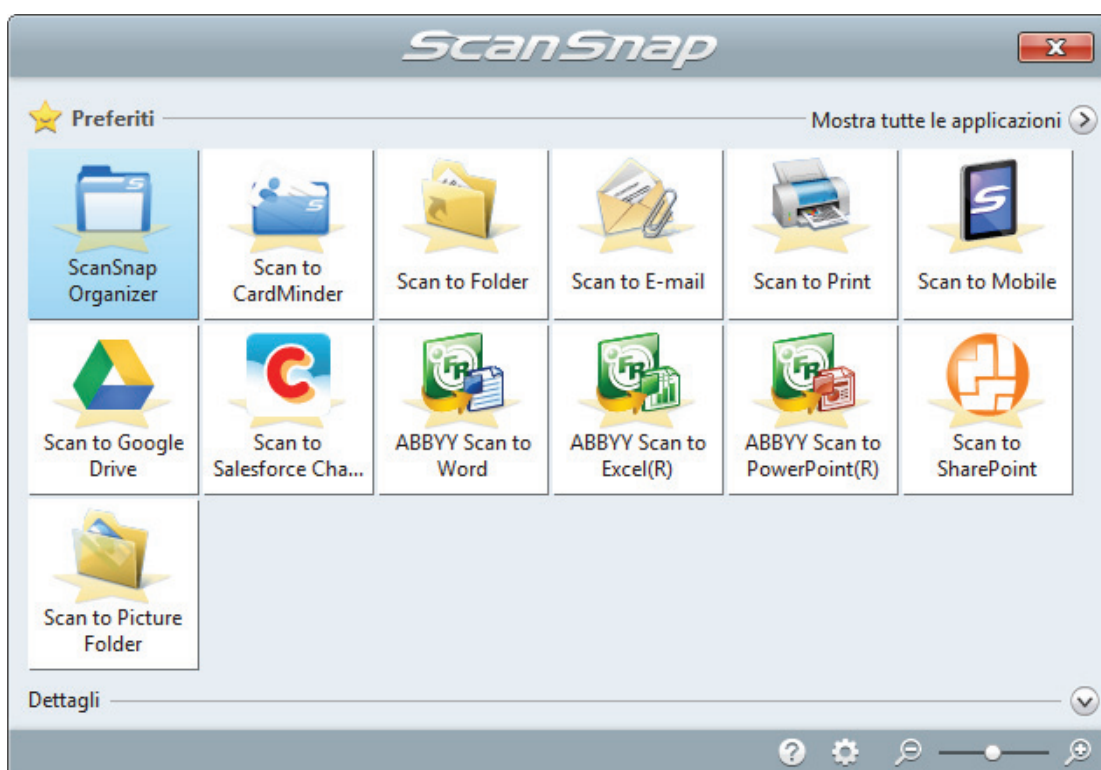 ScanSnap
Preferiti
Mostra tutte le applicazioni
ScanSnap
Organizer
Scan to
CardMinder
Scan to Folder
Scan to E-mail
Scan to Print
Scan to Mobile
Scan to Google
Drive
Scan to
Salesforce Cha...
ABBYY Scan to
Word
ABBYY Scan to
Excel(R)
ABBYY Scan to
PowerPoint(R)
Scan to
SharePoint
Scan to Picture
Folder
Dettagli